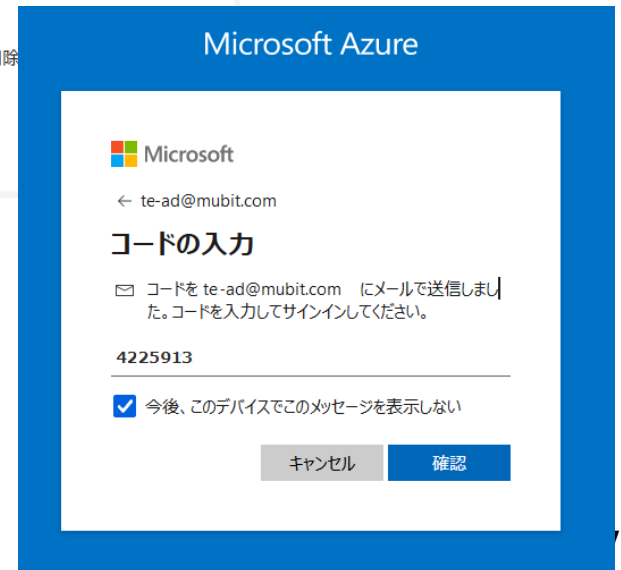 Microsoft Azure
除
Microsoft
← te-ad@mubit.com
コードの入力
コードを te-ad@mubit.com にメールで送信しまし
た。コードを入力してサインインしてください。
4225913
今後、このデバイスでこのメッセージを表示しない
キャンセル 確認